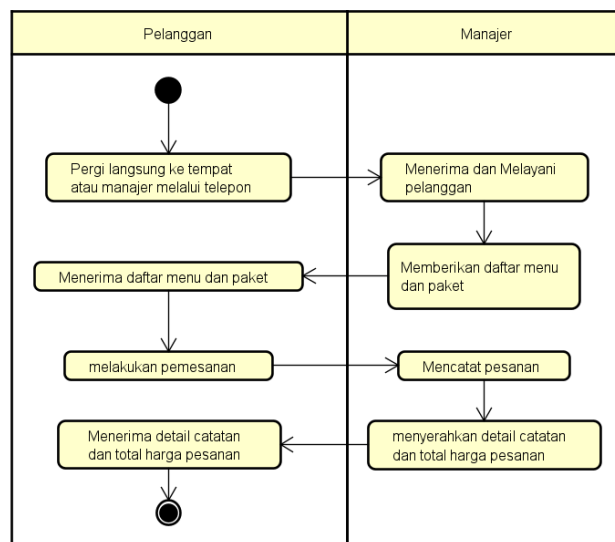 Pelanggan
Manajer
Pergi langsung ke tempat
atau manajer melalui telepon
Menerima dan Melayani
pelanggan
Memberikan daftar menu
dan paket
Menerima daftar menu dan paket
melakukan pemesanan
Mencatat pesanan
menyerahkan detail catatan
dan total harga pesanan
Menerima detail catatan
dan total harga pesanan